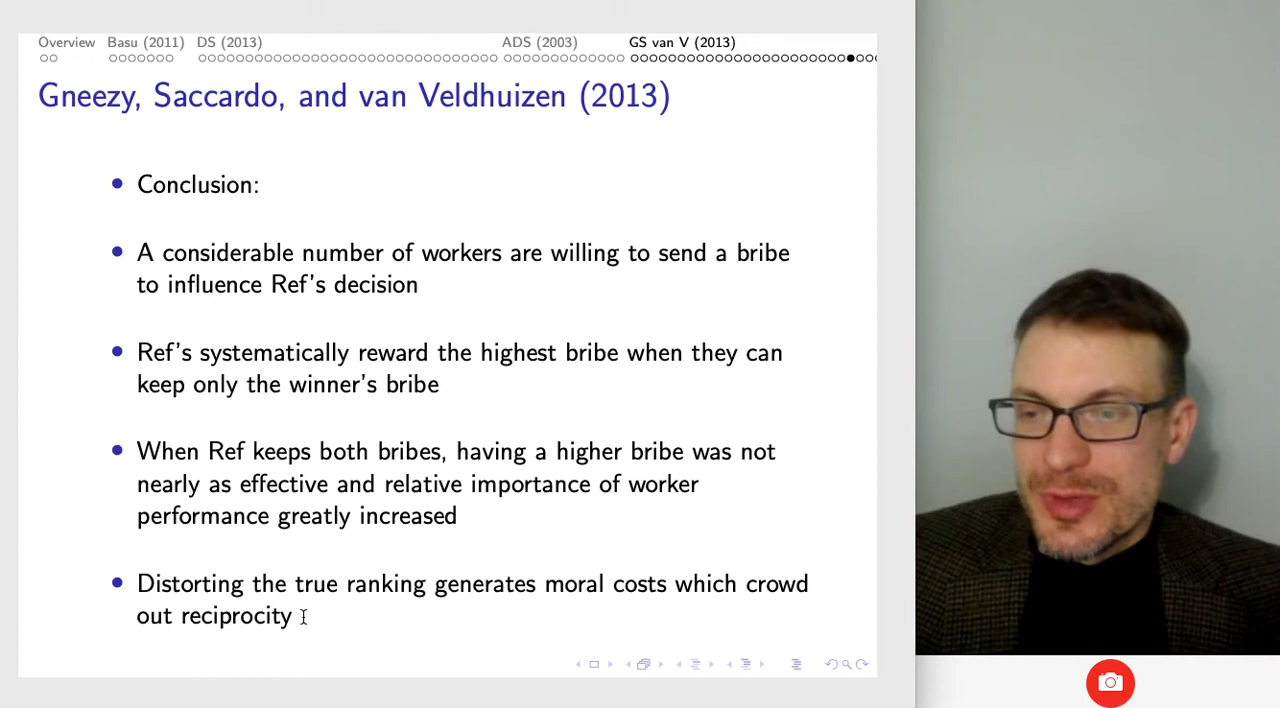 Overview Basu (2011) DS (2013) ADS (2003) GS van V (2013)
Gneezy, Saccardo, and van Veldhuizen (2013)
Conclusion:
A considerable number of workers are willing to send a bribe
to influence Ref's decision
Ref's systematically reward the highest bribe when they can
keep only the winner's bribe
When Ref keeps both bribes, having a higher bribe was not
nearly as effective and relative importance of worker
performance greatly increased
Distorting the true ranking generates moral costs which crowd
out reciprocity